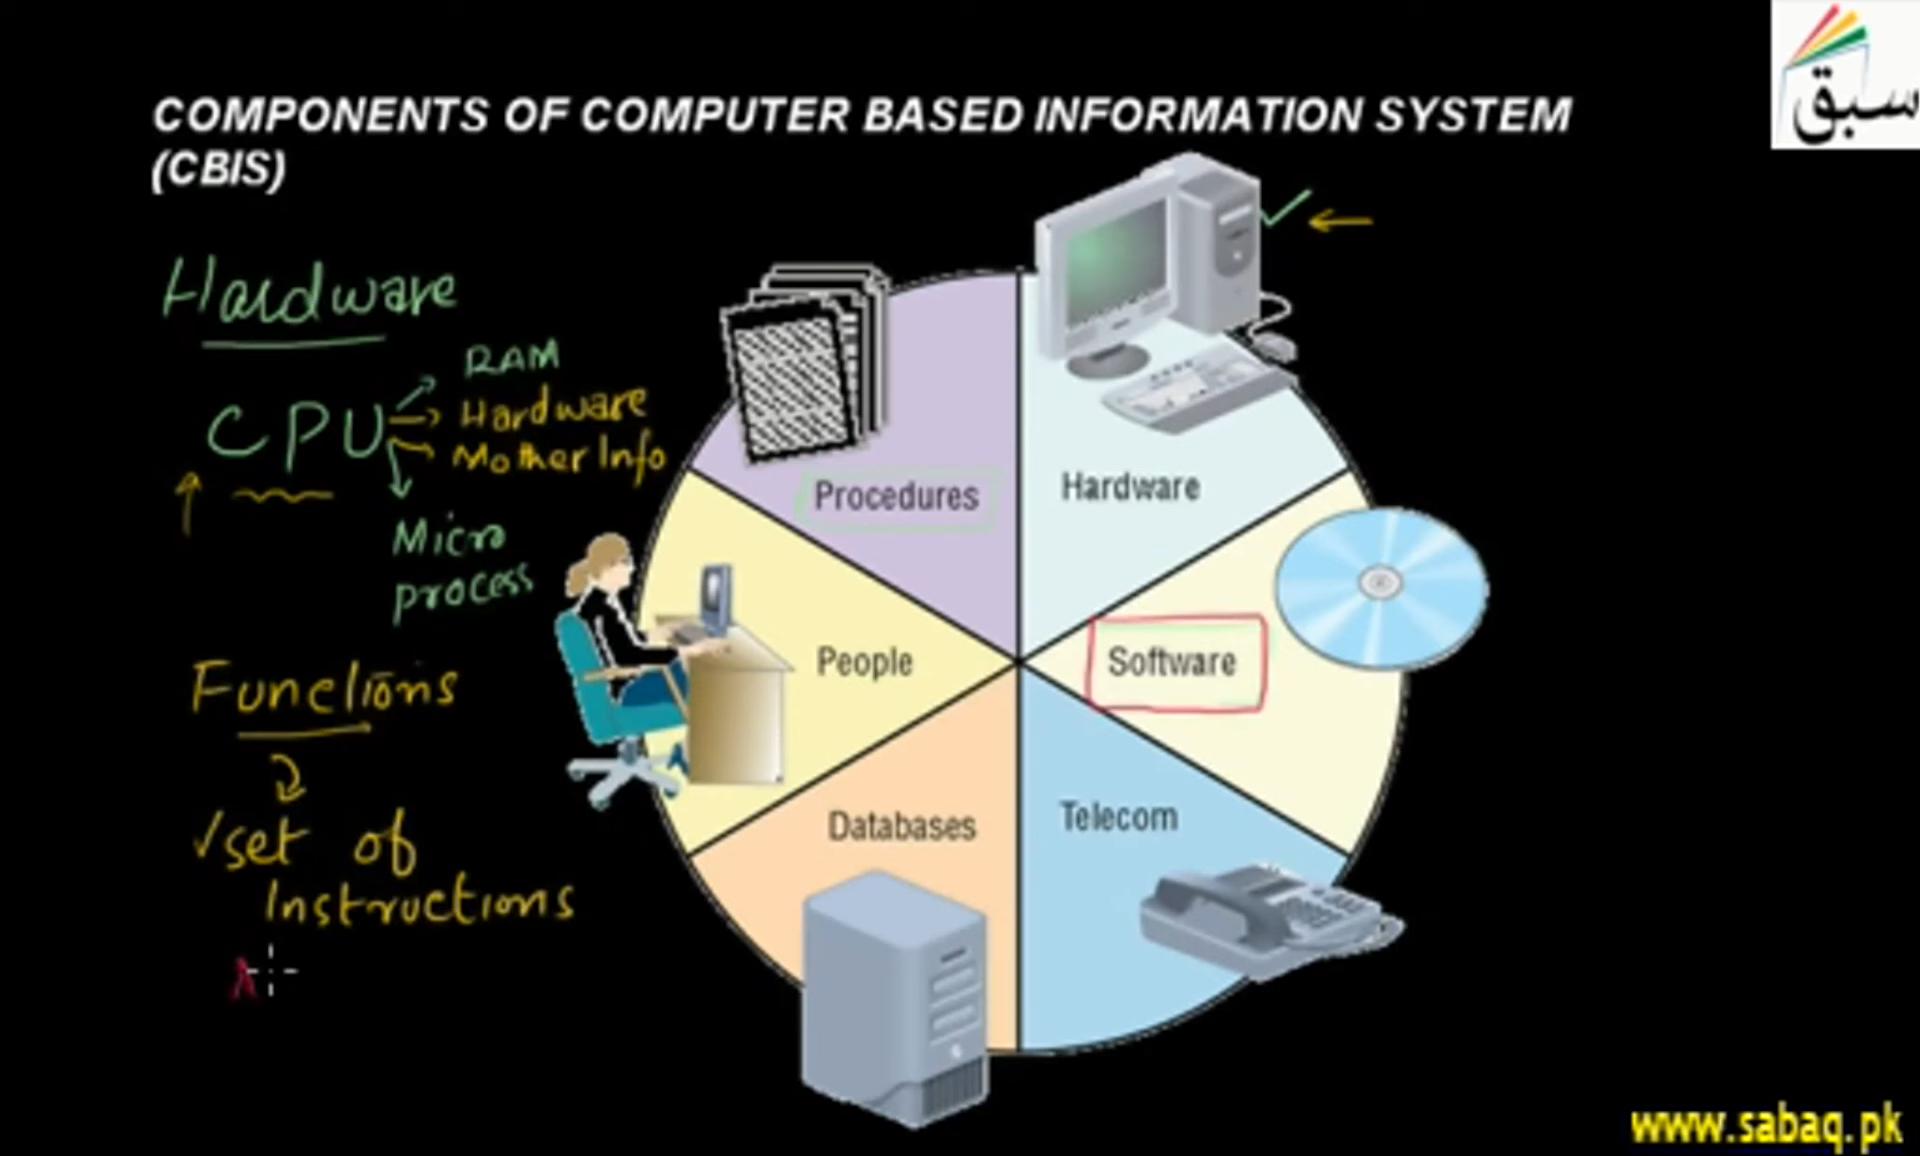 سبق
COMPONENTS OF COMPUTER BASED INFORMATION SYSTEM
(CBIS)
Hardware
CPU
RAM
Hardware
Mother Info
Micro
process
Functions
set of
Instructions
Procedures
Hardware
People
Software
Databases
Telecom
www.sabaq.pk